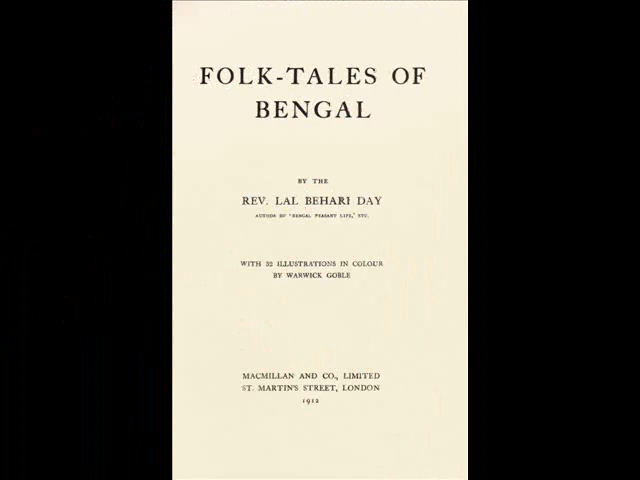 FOLK-TALES OF
BENGAL
BY THE
REV. LAL BEHARI DAY
AUTHOR OF 'BENGAL PEASANT LIFE,' ETC.
WITH 32 ILLUSTRATIONS IN COLOUR
BY WARWICK GOBLE
MACMILLAN AND CO., LIMITED
ST. MARTIN'S STREET, LONDON
1912